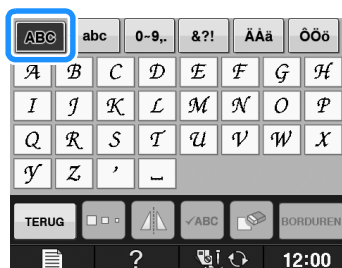 ABC abc 0~9,. &?! ÄÅä ÔÖö
A B C D E F G H
I J K L M N O P
Q R S T U V W X
Y Z ’ ⎵
TERUG ✓ABC BORDUREN
? 12:00